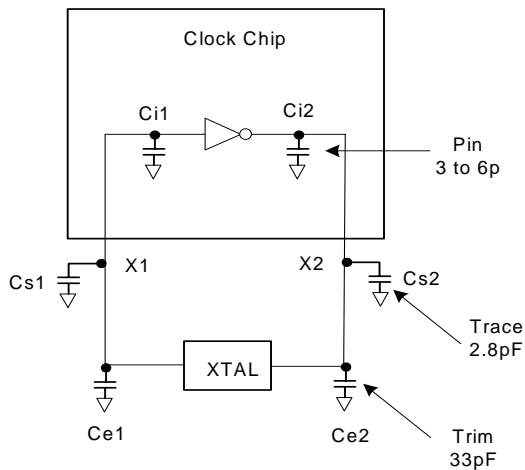 Clock Chip
Ci1
Ci2
Pin
3 to 6p
X1
X2
Cs1
Cs2
Trace
2.8pF
XTAL
Ce1
Ce2
Trim
33pF